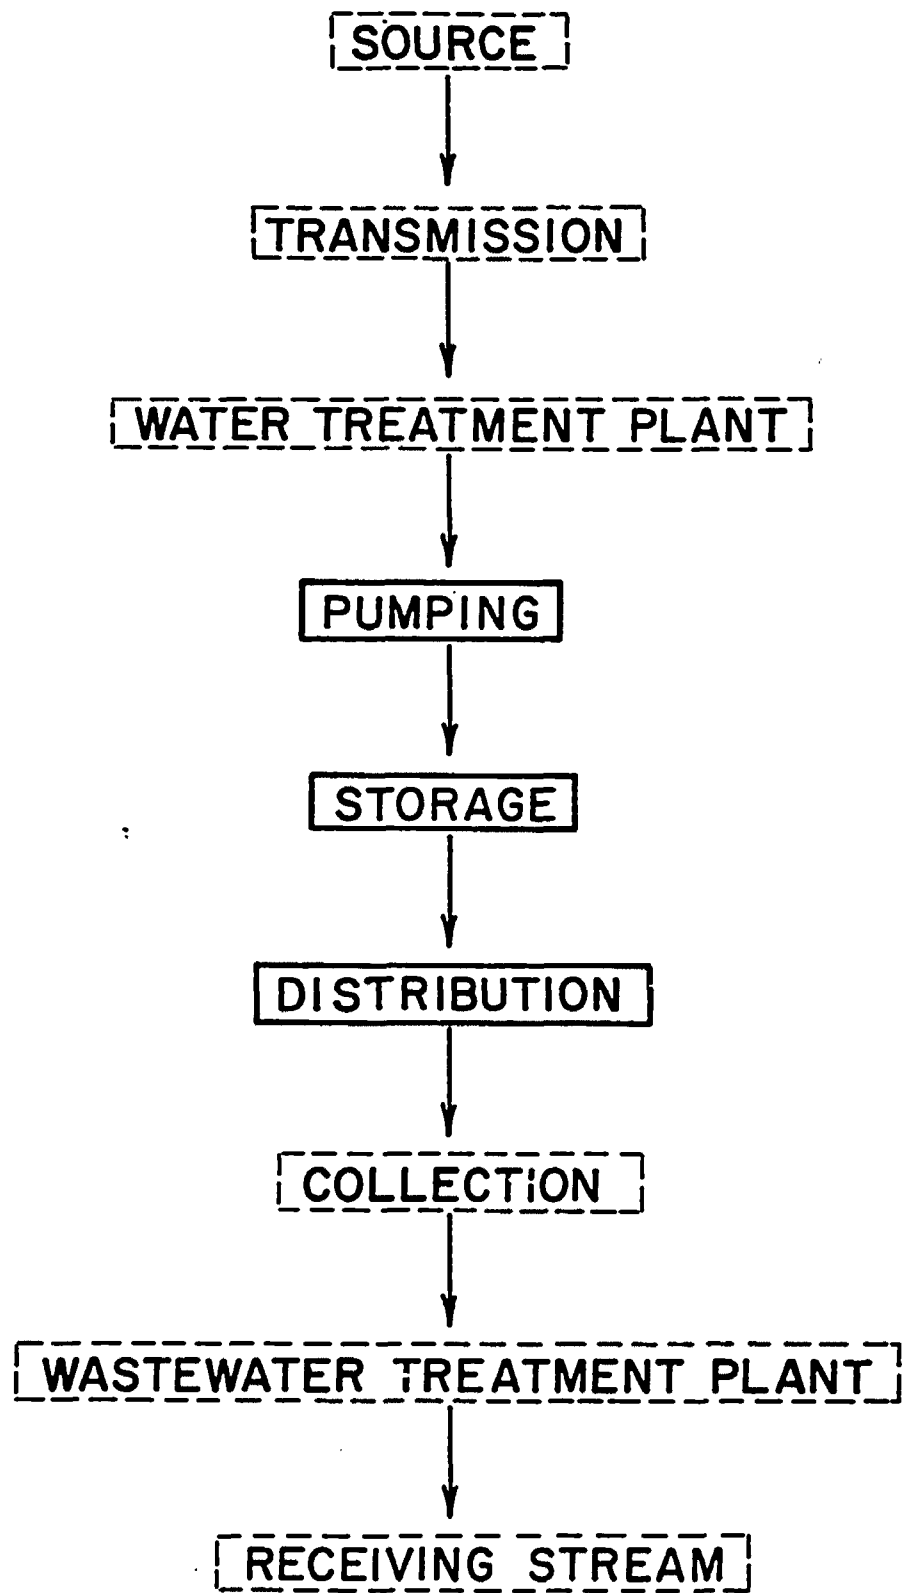 SOURCE
TRANSMISSION
WATER TREATMENT PLANT
PUMPING
STORAGE
DISTRIBUTION
COLLECTION
WASTEWATER TREATMENT PLANT
RECEIVING STREAM